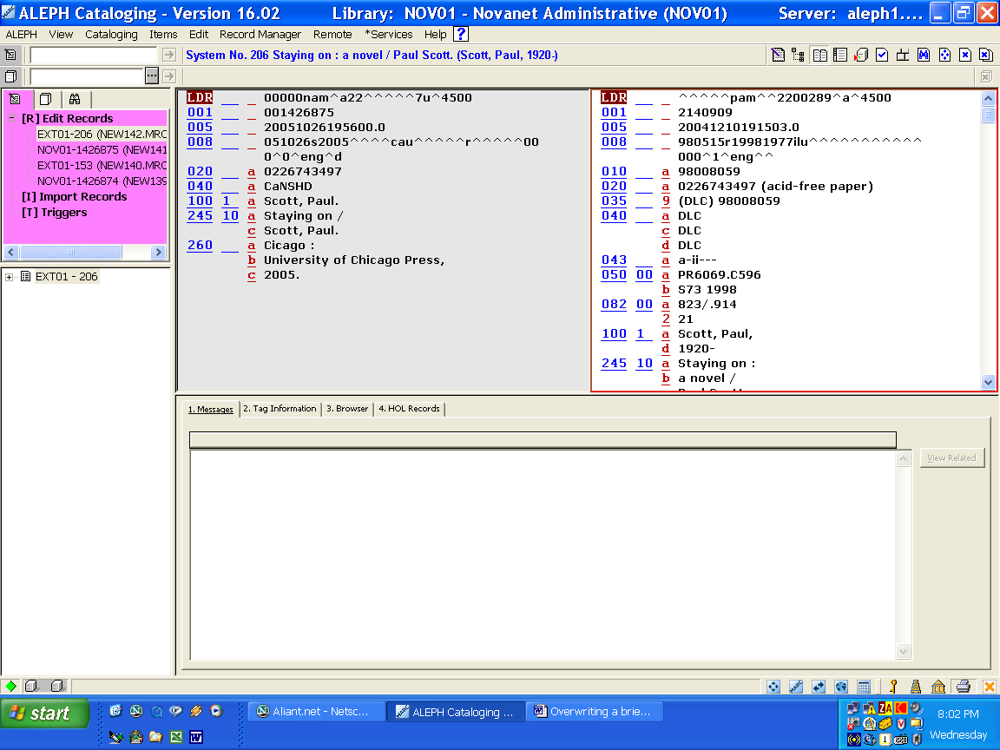 ALEPH Cataloging - Version 16.02 Library: NOV01 - Novanet Administrative (NOV01) Server: aleph1....
ALEPH View Cataloging Items Edit Record Manager Remote *Services Help ?
System No. 206 Staying on : a novel / Paul Scott. (Scott, Paul, 1920-)
[R] Edit Records
EXT01-206 (NEW142.MRC
NOV01-1426875 (NEW141
EXT01-153 (NEW140.MRC
NOV01-1426874 (NEW139
[I] Import Records
[T] Triggers
EXT01 - 206
LDR __ _ 00000nam^a22^^^^^7u^4500
001 __ _ 001426875
005 __ _ 20051026195600.0
008 __ _ 051026s2005^^^^cau^^^^^r^^^^^00
0^0^eng^d
020 __ a 0226743497
040 __ a CaNSHD
100 1_ a Scott, Paul.
245 10 a Staying on /
c Scott, Paul.
260 __ a Cicago :
b University of Chicago Press,
c 2005.
LDR __ _ ^^^^^pam^^2200289^a^4500
001 __ _ 2140909
005 __ _ 20041210191503.0
008 __ _ 980515r19981977ilu^^^^^^^^^^^
000^1^eng^^
010 __ a 98008059
020 __ a 0226743497 (acid-free paper)
035 __ 9 (DLC) 98008059
040 __ a DLC
c DLC
d DLC
043 __ a a-ii---
050 00 a PR6069.C596
b S73 1998
082 00 a 823/.914
2 21
100 1_ a Scott, Paul,
d 1920-
245 10 a Staying on :
b a novel /
1. Messages 2. Tag Information 3. Browser 4. HOL Records
View Related
start Aliant.net - Netsc... ALEPH Cataloging ... Overwriting a brie... 8:02 PM
Wednesday